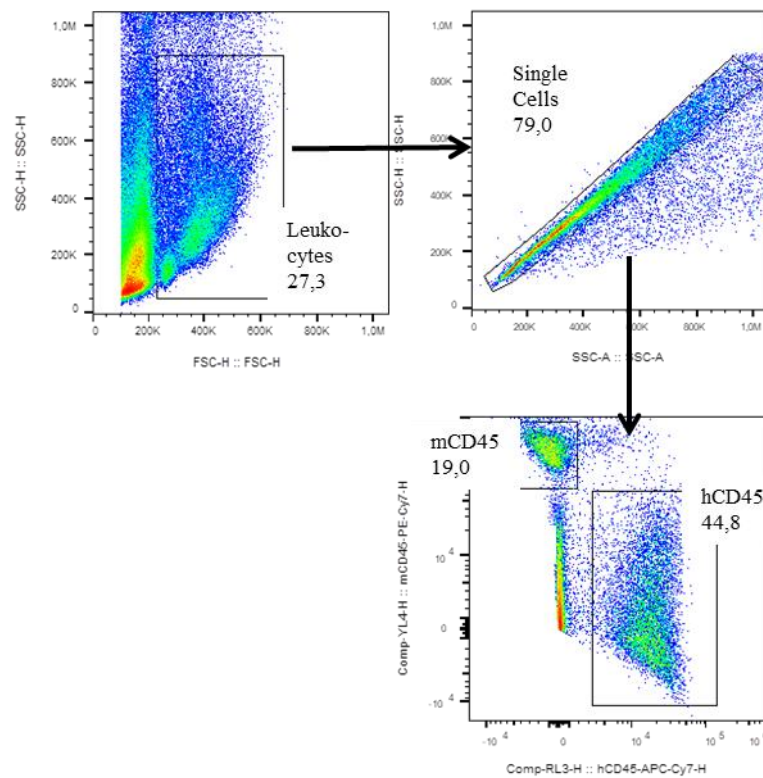 1,0M
800K
600K
400K
200K
0
SSC-H :: SSC-H
Leuko-
cytes
27,3
0 200K 400K 600K 800K 1,0M
FSC-H :: FSC-H
1,0M
800K
600K
400K
200K
0
SSC-H :: SSC-H
Single
Cells
79,0
0 200K 400K 600K 800K 1,0M
SSC-A :: SSC-A
mCD45
19,0
hCD45
44,8
10 4
0
-10 4
Comp-YL4-H :: mCD45-PE-Cy7-H
-10 4 0 10 4 10 5
Comp-RL3-H :: hCD45-APC-Cy7-H